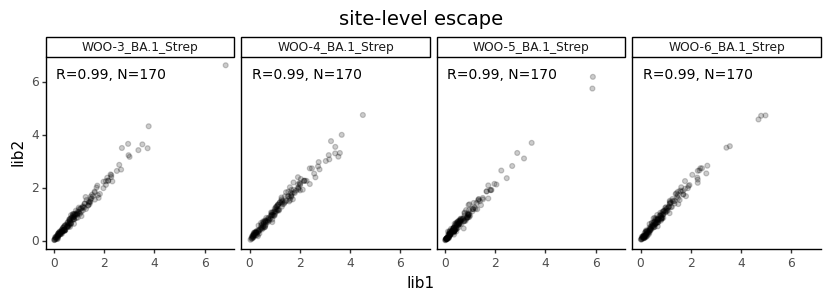 site-level escape
WOO-3_BA.1_Strep WOO-4_BA.1_Strep WOO-5_BA.1_Strep WOO-6_BA.1_Strep
R=0.99, N=170 R=0.99, N=170 R=0.99, N=170 R=0.99, N=170
6
4
2
0
lib2
0 2 4 6 0 2 4 6 0 2 4 6 0 2 4 6
lib1